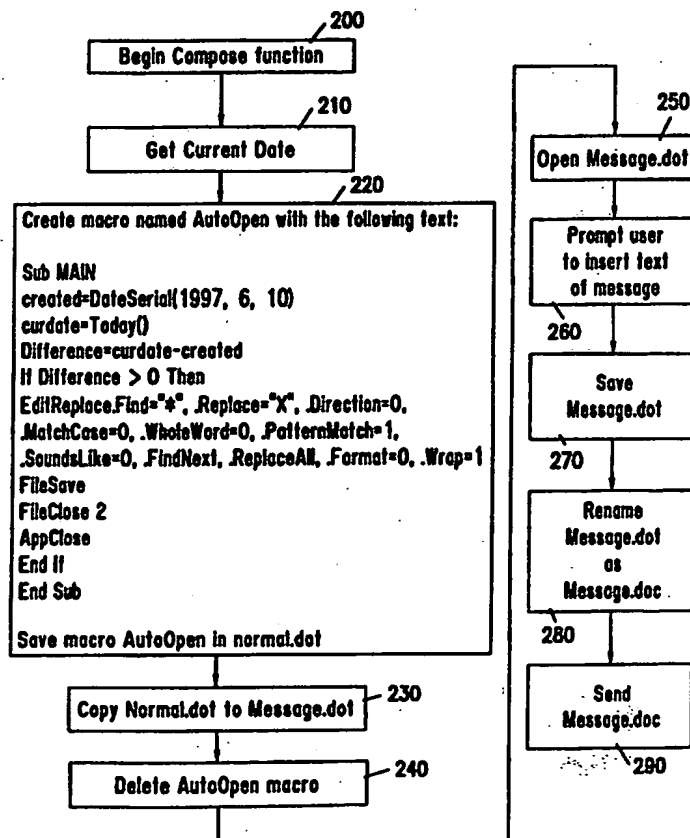 200
Begin Compose function
210
Get Current Date
220
Create macro named AutoOpen with the following text:
Sub MAIN
created=DateSerial(1997, 6, 10)
curdate=Today()
Difference=curdate-created
If Difference > 0 Then
EditReplace.Find="*", .Replace="X", .Direction=0,
.MatchCase=0, .WholeWord=0, .PatternMatch=1,
.SoundsLike=0, .FindNext, .ReplaceAll, .Format=0, .Wrap=1
FileSave
FileClose 2
AppClose
End If
End Sub
Save macro AutoOpen in normal.dot
Copy Normal.dot to Message.dot
230
Delete AutoOpen macro
240
250
Open Message.dot
Prompt user
to insert text
of message
260
Save
Message.dot
270
Rename
Message.dot
as
Message.doc
280
Send
Message.doc
290